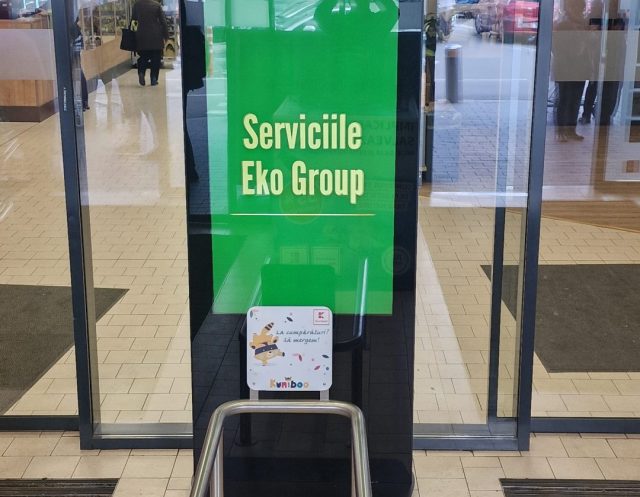 Serviciile
Eko Group
La cumpărături?
Să mergem!
Kuniboo